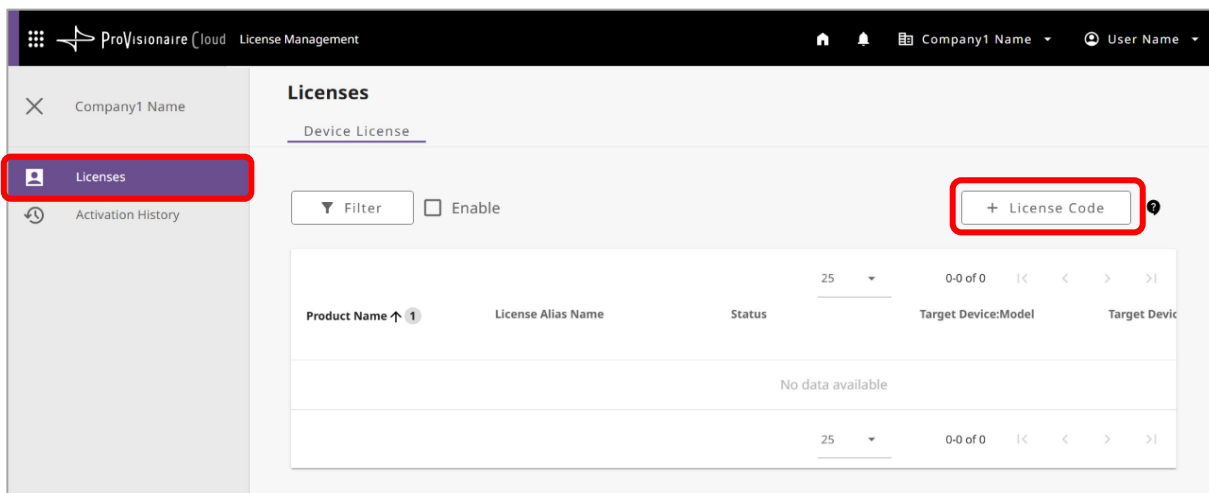 ProVisionaire Cloud License Management Company1 Name User Name
Company1 Name
Licenses
Device License
Licenses
Activation History
Filter Enable + License Code ?
25 0-0 of 0
Product Name 1 License Alias Name Status Target Device:Model Target Devic
No data available
25 0-0 of 0